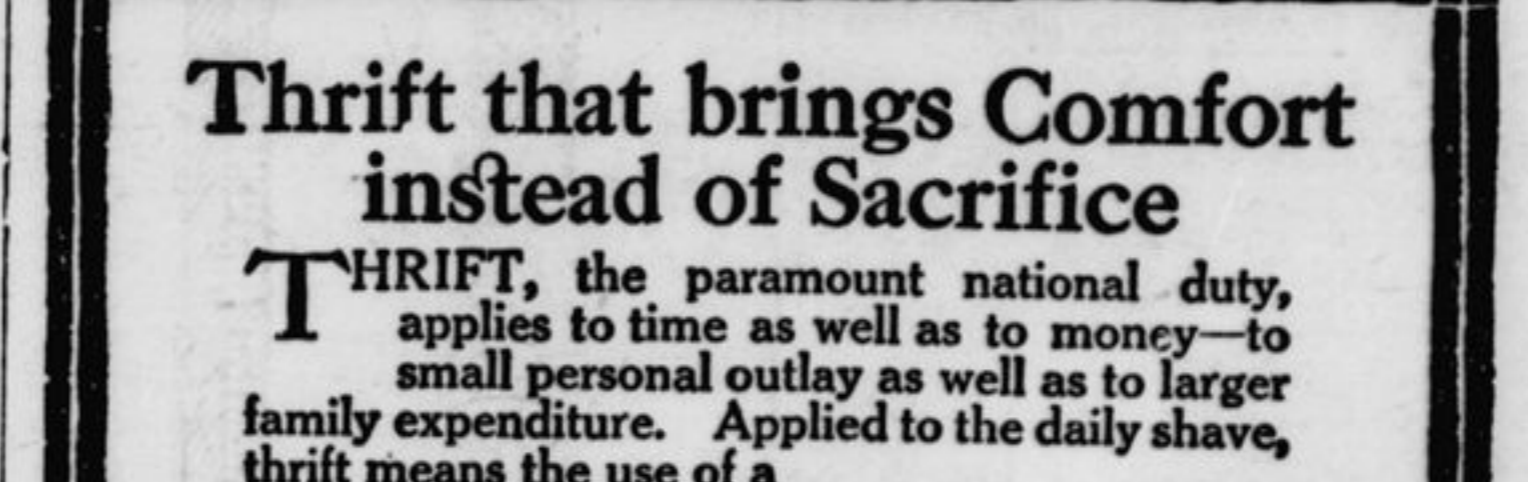 Thrift that brings Comfort
instead of Sacrifice
THRIFT, the paramount national duty,
applies to time as well as to money—to
small personal outlay as well as to larger
family expenditure. Applied to the daily shave,
thrift means the use of a